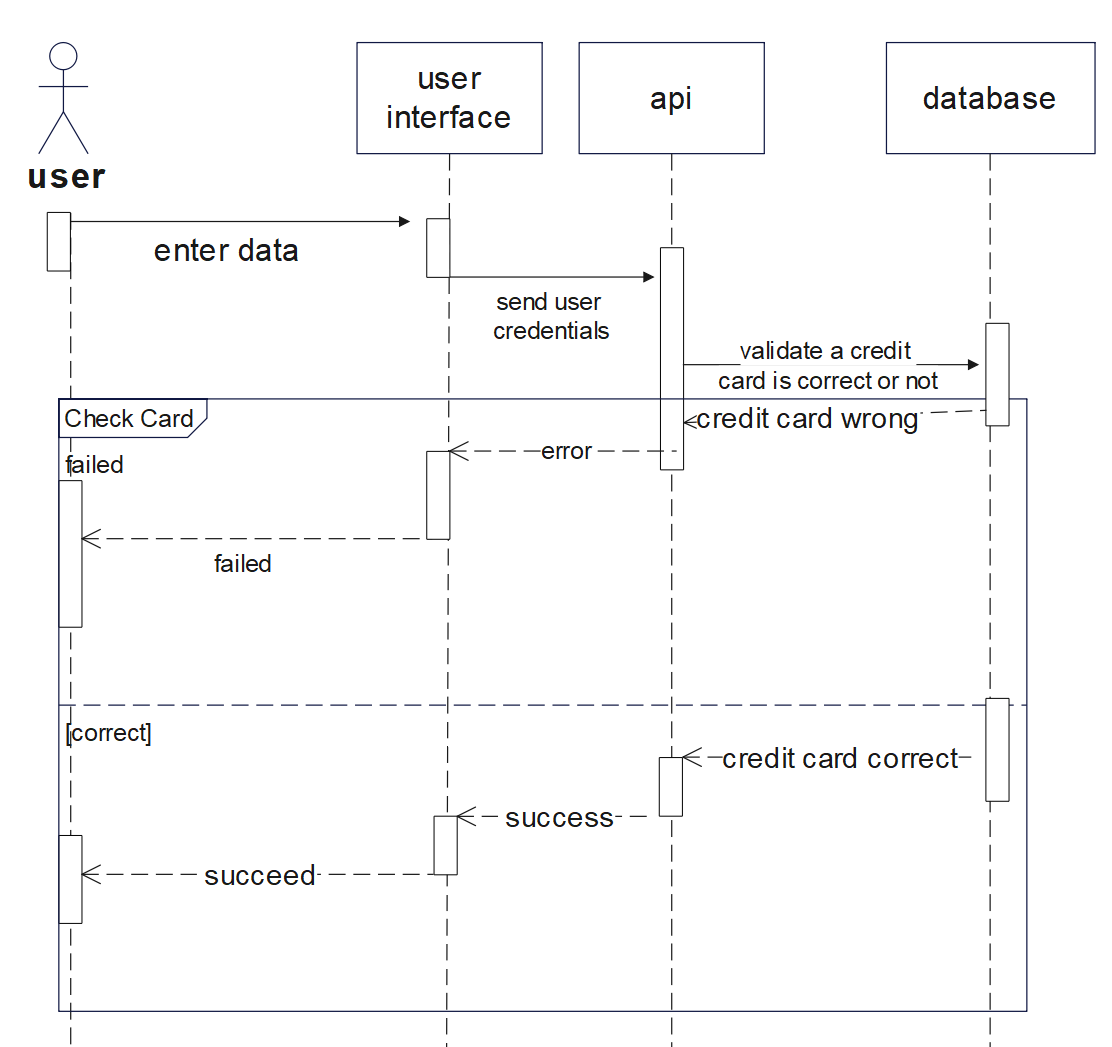 user
interface
api
database
user
enter data
send user
credentials
validate a credit
card is correct or not
Check Card
credit card wrong
error
failed
failed
[correct]
credit card correct
success
succeed